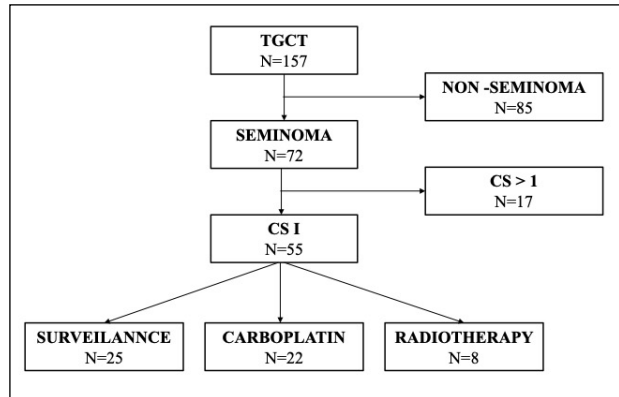 TGCT
N=157
NON -SEMINOMA
N=85
SEMINOMA
N=72
CS > 1
N=17
CS I
N=55
SURVEILANNCE
N=25
CARBOPLATIN
N=22
RADIOTHERAPY
N=8